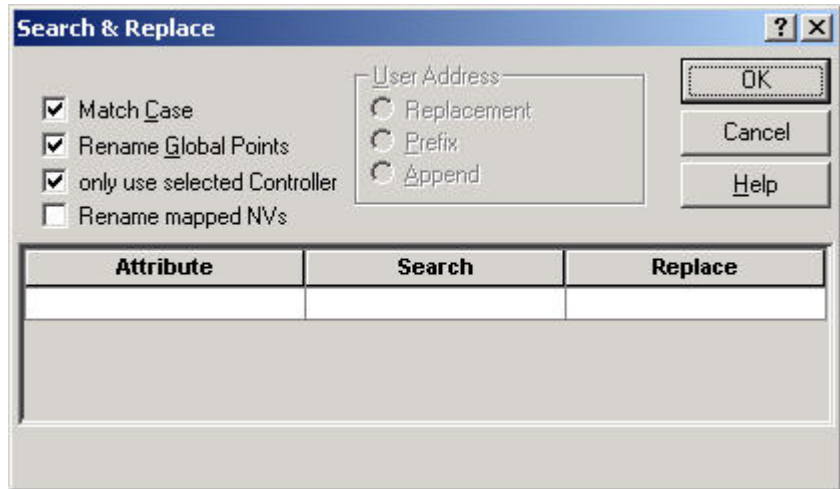 Search & Replace
Match Case
Rename Global Points
only use selected Controller
Rename mapped NVs
User Address
Replacement
Prefix
Append
OK
Cancel
Help
Attribute Search Replace